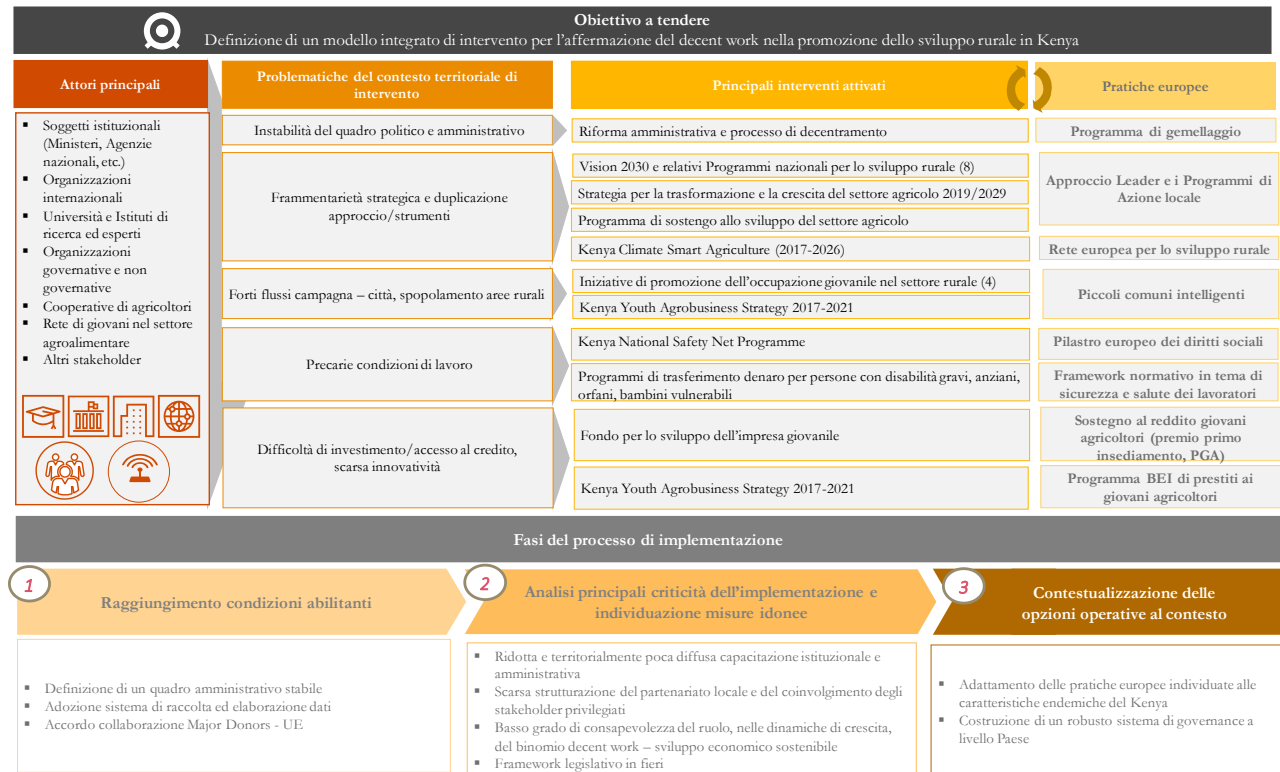 Obiettivo a tendere
Definizione di un modello integrato di intervento per l'affermazione del decent work nella promozione dello sviluppo rurale in Kenya
Attori principali
▪ Soggetti istituzionali
(Ministeri, Agenzie
nazionali, etc.)
▪ Organizzazioni
internazionali
▪ Università e Istituti di
ricerca ed esperti
▪ Organizzazioni
governative e non
governative
▪ Cooperative di agricoltori
▪ Rete di giovani nel settore
agroalimentare
▪ Altri stakeholder
Problematiche del contesto territoriale di
intervento
Instabilità del quadro politico e amministrativo
Frammentarietà strategica e duplicazione
approccio/strumenti
Forti flussi campagna – città, spopolamento aree rurali
Precarie condizioni di lavoro
Difficoltà di investimento/accesso al credito,
scarsa innovatività
Principali interventi attivati
Riforma amministrativa e processo di decentramento
Vision 2030 e relativi Programmi nazionali per lo sviluppo rurale (8)
Strategia per la trasformazione e la crescita del settore agricolo 2019/2029
Programma di sostengo allo sviluppo del settore agricolo
Kenya Climate Smart Agriculture (2017-2026)
Iniziative di promozione dell'occupazione giovanile nel settore rurale (4)
Kenya Youth Agrobusiness Strategy 2017-2021
Kenya National Safety Net Programme
Programmi di trasferimento denaro per persone con disabilità gravi, anziani,
orfani, bambini vulnerabili
Fondo per lo sviluppo dell'impresa giovanile
Kenya Youth Agrobusiness Strategy 2017-2021
Pratiche europee
Programma di gemellaggio
Approccio Leader e i Programmi di
Azione locale
Rete europea per lo sviluppo rurale
Piccoli comuni intelligenti
Pilastro europeo dei diritti sociali
Framework normativo in tema di
sicurezza e salute dei lavoratori
Sostegno al reddito giovani
agricoltori (premio primo
insediamento, PGA)
Programma BEI di prestiti ai
giovani agricoltori
Fasi del processo di implementazione
1
Raggiungimento condizioni abilitanti
▪ Definizione di un quadro amministrativo stabile
▪ Adozione sistema di raccolta ed elaborazione dati
▪ Accordo collaborazione Major Donors - UE
2
Analisi principali criticità dell'implementazione e
individuazione misure idonee
▪ Ridotta e territorialmente poca diffusa capacitazione istituzionale e
amministrativa
▪ Scarsa strutturazione del partenariato locale e del coinvolgimento degli
stakeholder privilegiati
▪ Basso grado di consapevolezza del ruolo, nelle dinamiche di crescita,
del binomio decent work – sviluppo economico sostenibile
▪ Framework legislativo in fieri
3
Contestualizzazione delle
opzioni operative al contesto
▪ Adattamento delle pratiche europee individuate alle
caratteristiche endemiche del Kenya
▪ Costruzione di un robusto sistema di governance a
livello Paese